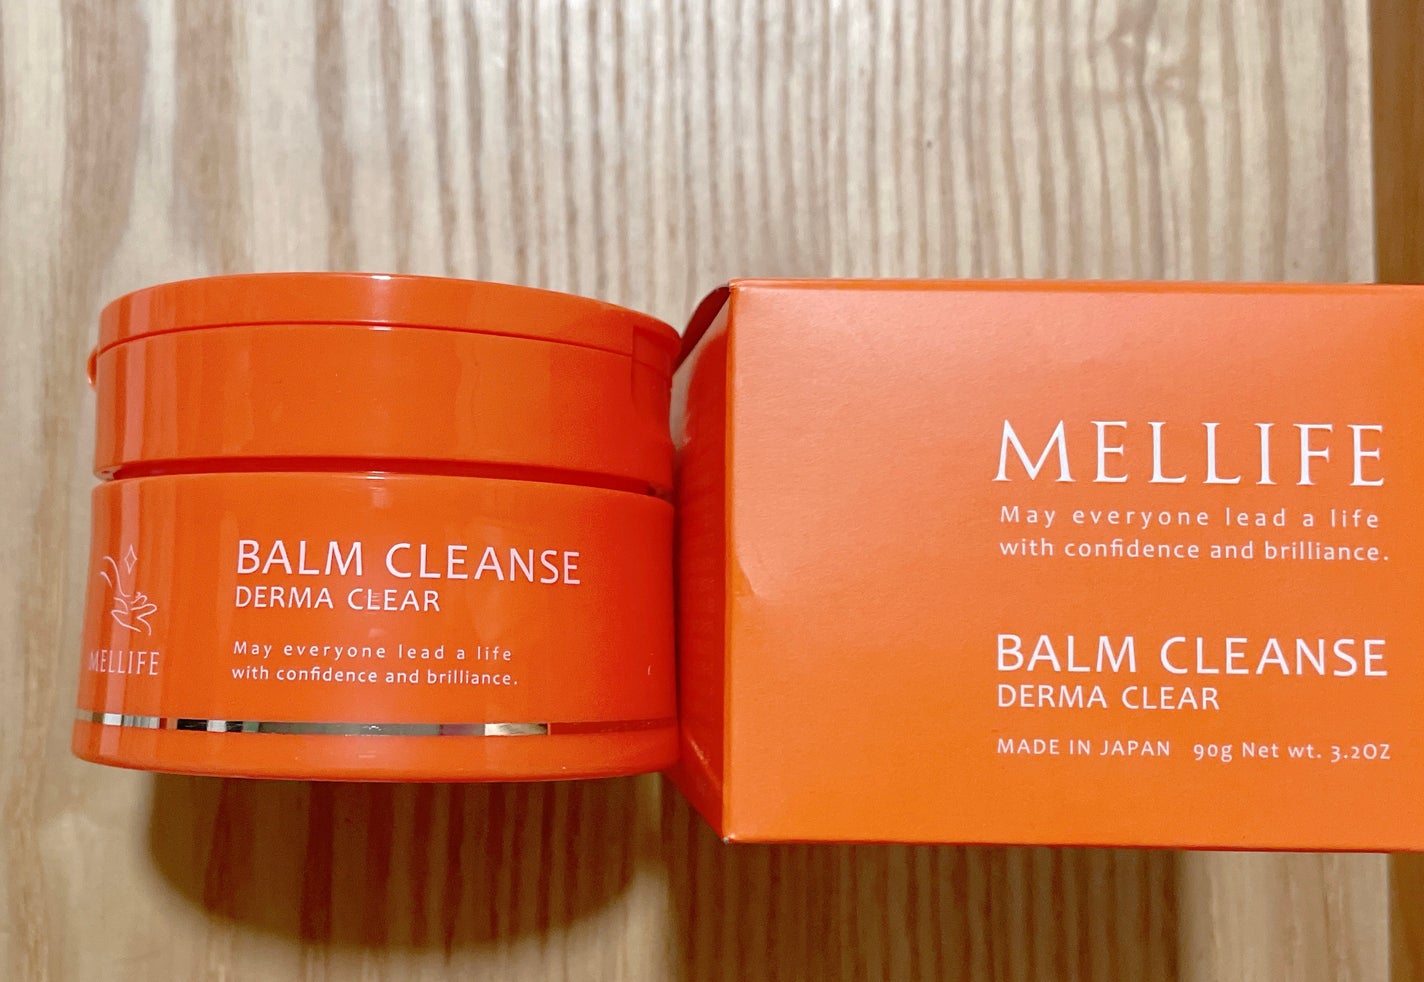 BALM CLEANSE
DERMA CLEAR
May everyone lead a life
with confidence and brilliance.
MELLIFE
MELLIFE
May everyone lead a life
with confidence and brilliance.
BALM CLEANSE
DERMA CLEAR
MADE IN JAPAN 90g Net wt. 3.2OZ